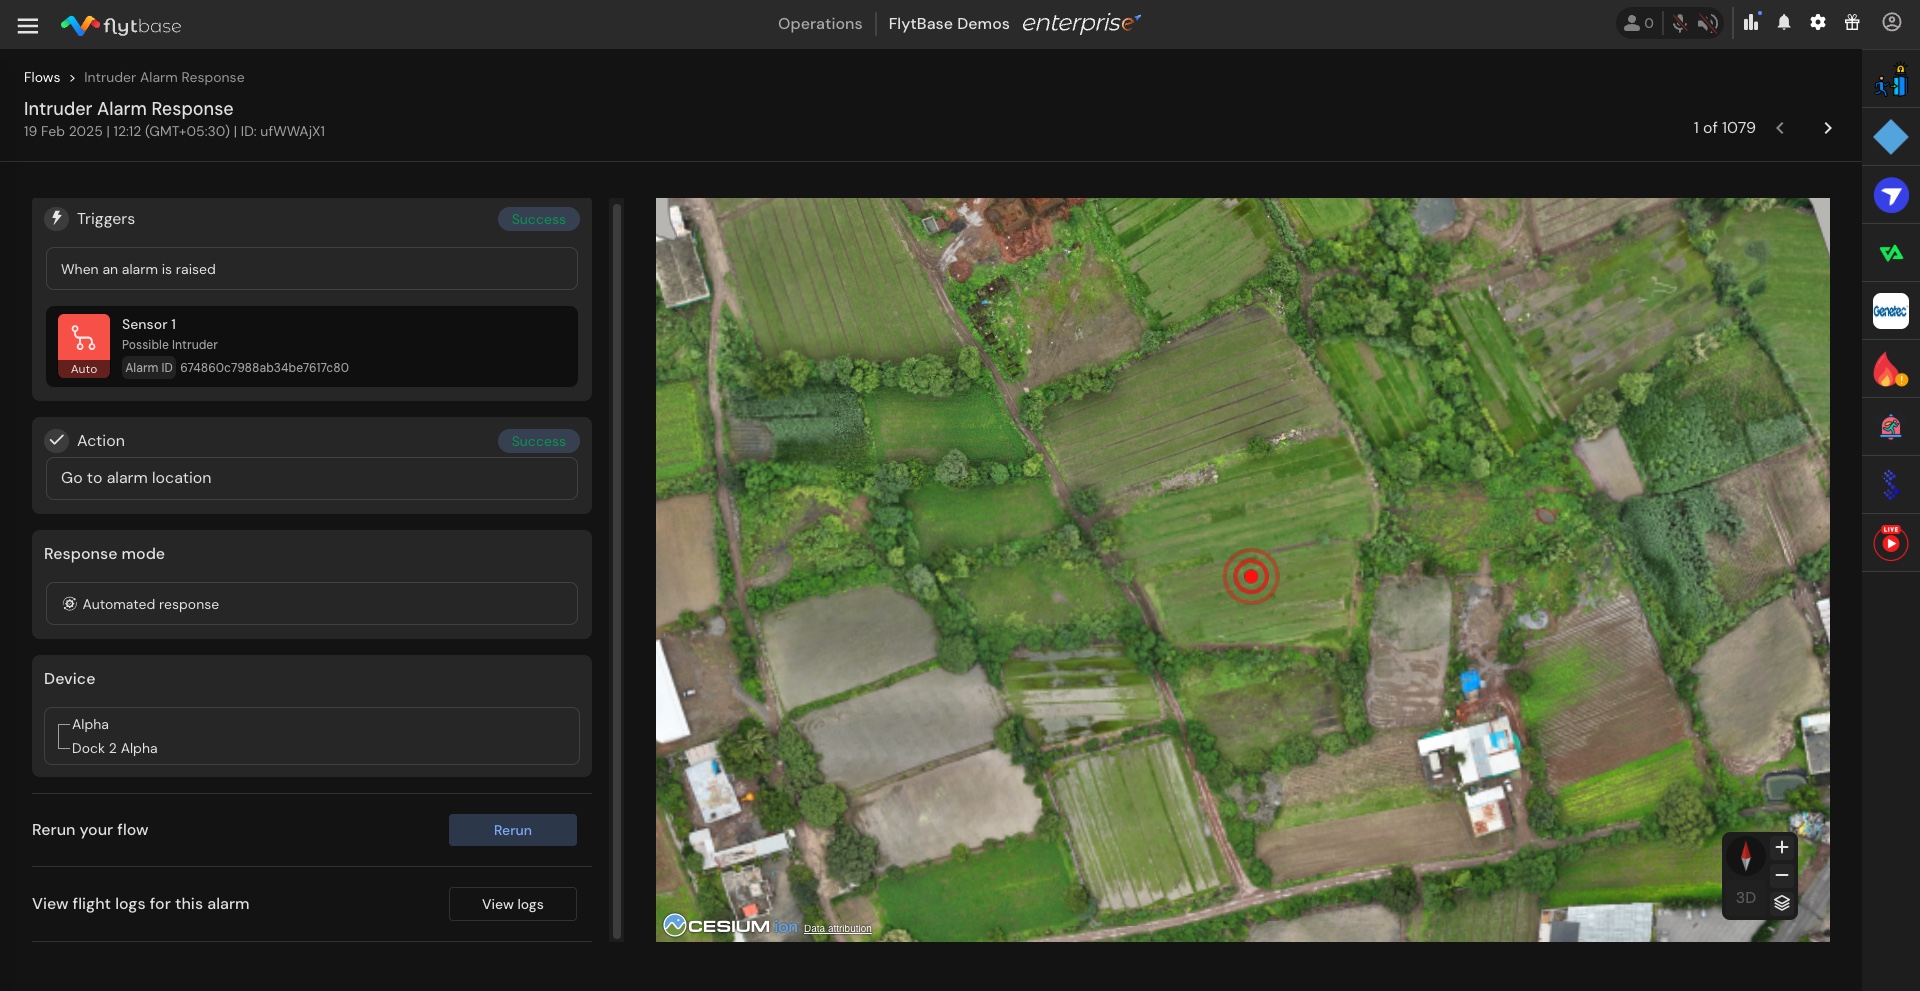 flytbase
Operations
FlytBase Demos enterprise
0
Flows > Intruder Alarm Response
Intruder Alarm Response
19 Feb 2025 | 12:12 (GMT+05:30) | ID: ufWWAjX1
1 of 1079
Triggers
Success
When an alarm is raised
Sensor 1
Possible Intruder
Auto
Alarm ID 674860c7988ab34be7617c80
Action
Success
Go to alarm location
Response mode
Automated response
Device
Alpha
Dock 2 Alpha
Rerun your flow
Rerun
View flight logs for this alarm
View logs
CESIUM ion Data attribution
3D
Genetec
LIVE